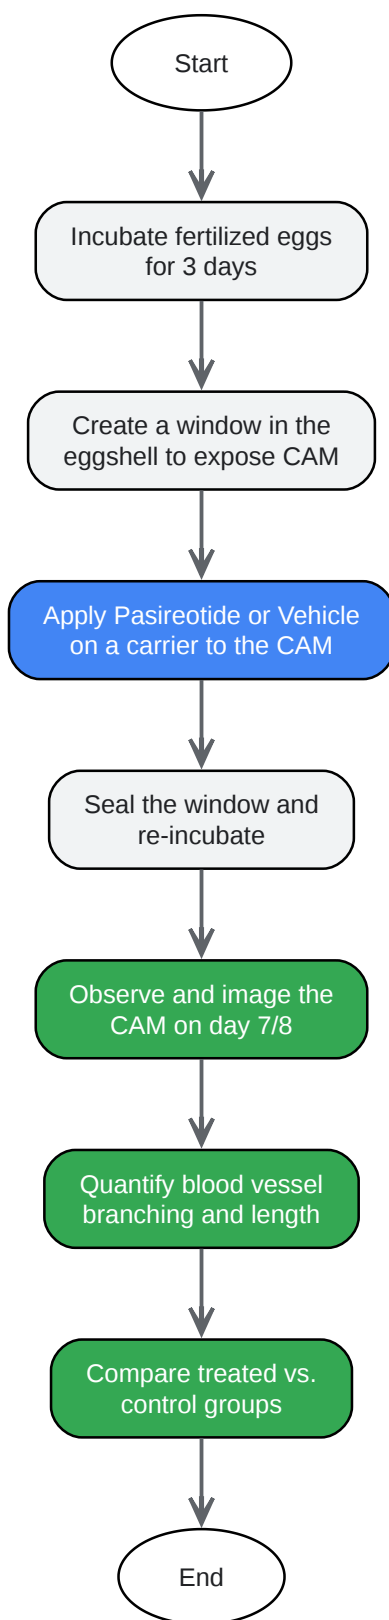 Start
Incubate fertilized eggs
for 3 days
Create a window in the
eggshell to expose CAM
Apply Pasireotide or Vehicle
on a carrier to the CAM
Seal the window and
re-incubate
Observe and image the
CAM on day 7/8
Quantify blood vessel
branching and length
Compare treated vs.
control groups
End